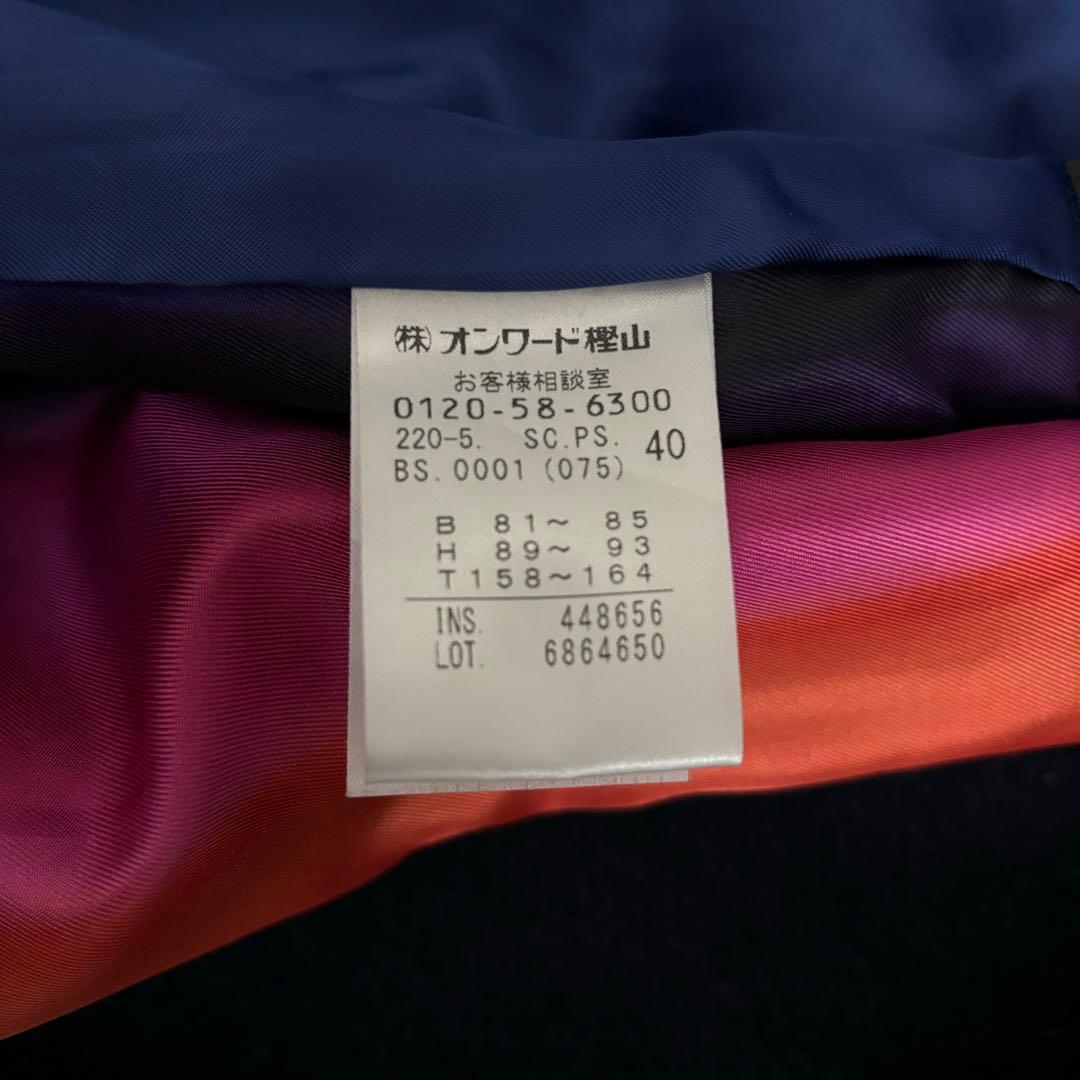 ㈱オンワード樫山
お客様相談室
0120-58-6300
220-5. SC.PS. 40
BS.0001(075)
B 81～ 85
H 89～ 93
T158～164
INS. 448656
LOT. 6864650